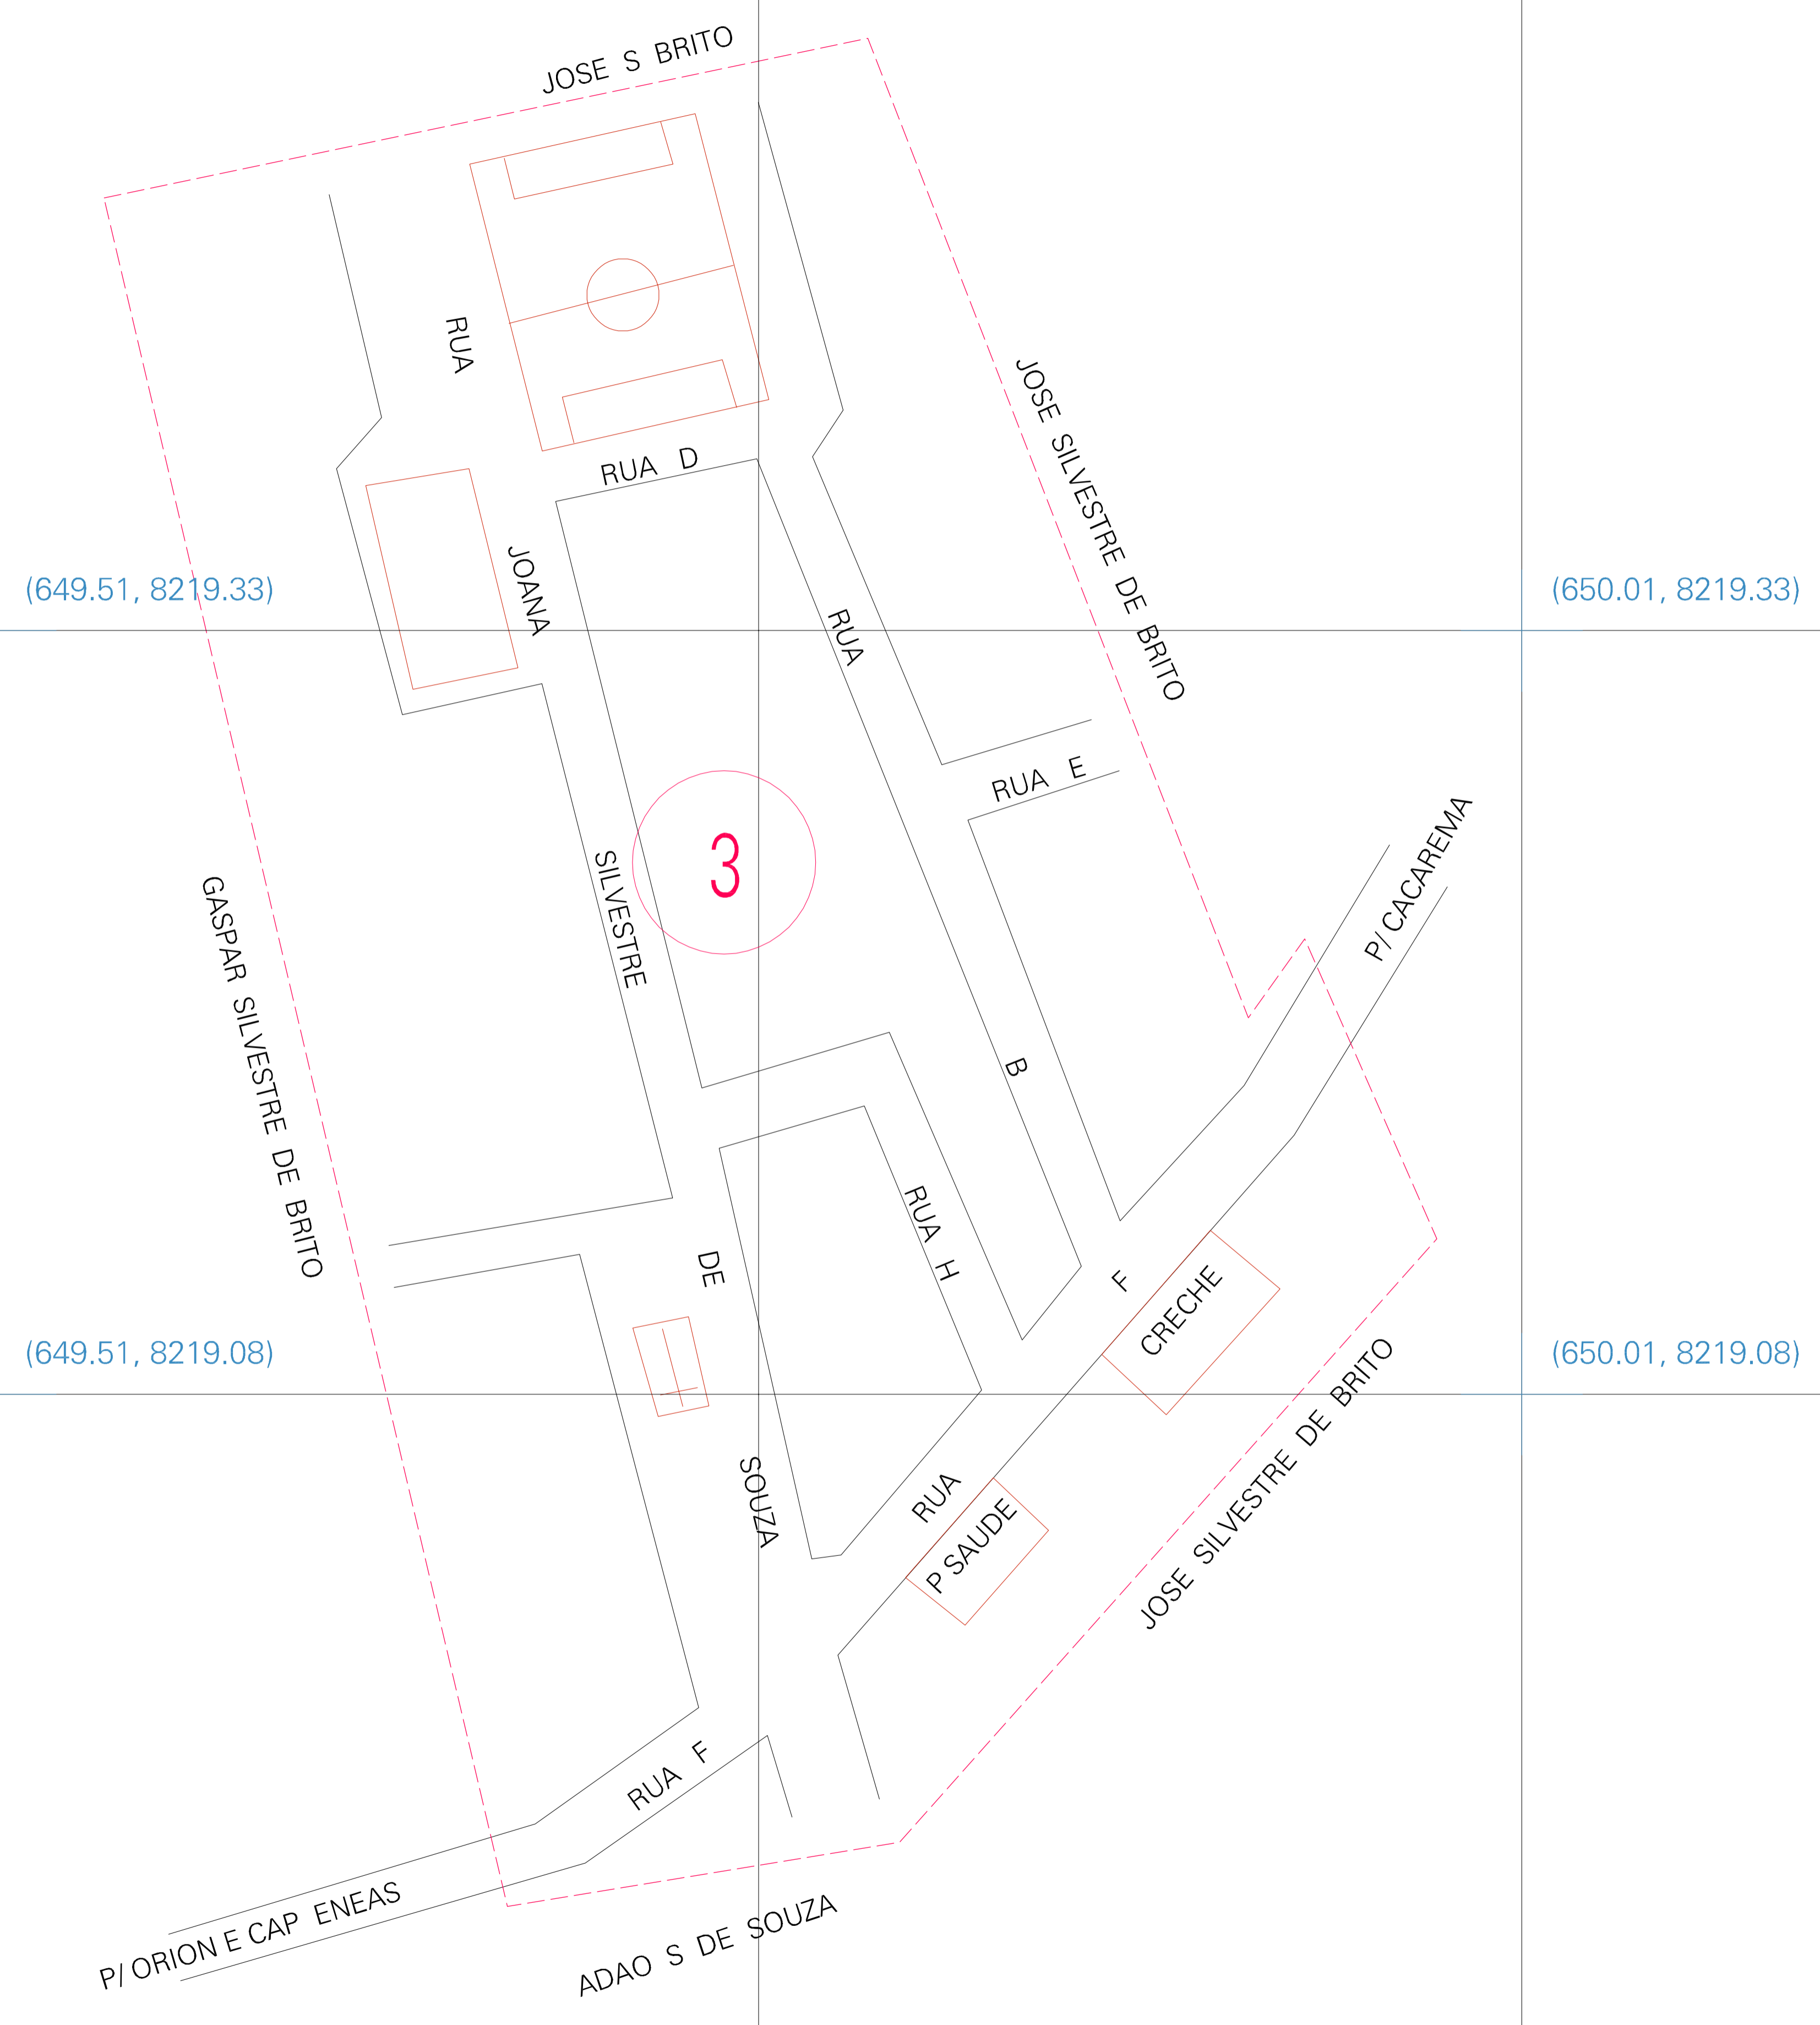 JOSE S BRITO
RUA JOANA SILVESTRE DE SOUZA
RUA D
JOSE SILVESTRE DE BRITO
(649.51, 8219.33)
(650.01, 8219.33)
RUA B
RUA E
P/ CACAREMA
3
GASPAR SILVESTRE DE BRITO
RUA H
RUA F
CRECHE
(649.51, 8219.08)
(650.01, 8219.08)
P SAUDE
JOSE SILVESTRE DE BRITO
RUA F
P/ ORION E CAP ENEAS
ADAO S DE SOUZA